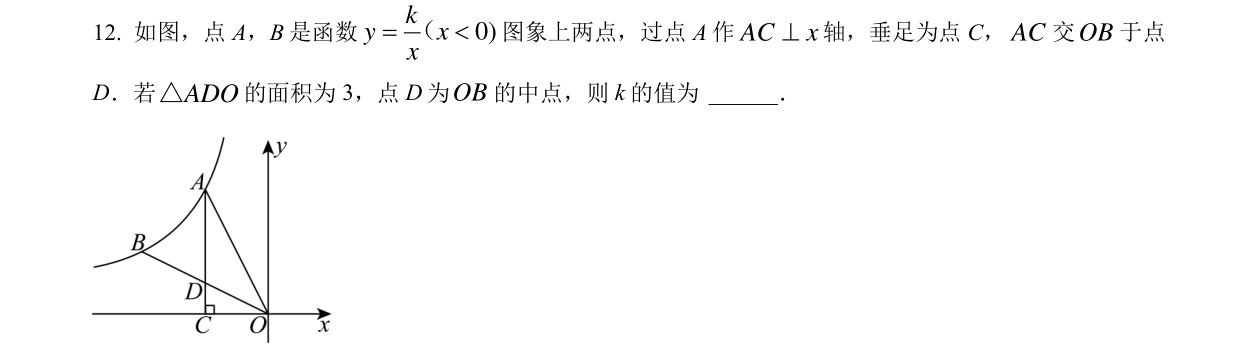 12. 如图，点 A，B 是函数 y = k/x (x < 0) 图象上两点，过点 A 作 AC ⊥ x 轴，垂足为点 C， AC 交 OB 于点
D．若 △ADO 的面积为 3，点 D 为 OB 的中点，则 k 的值为 ______．
y
A
B
D
C
O
x